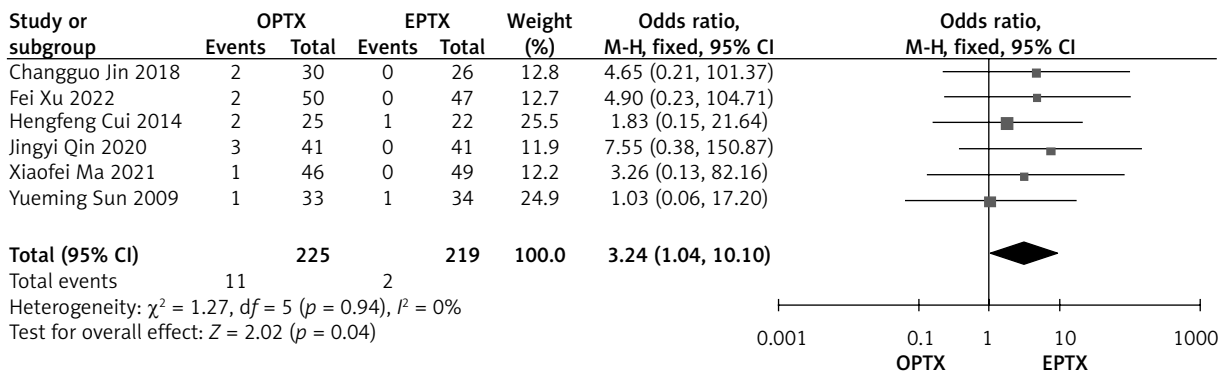 Study or OPTX EPTX Weight Odds ratio, Odds ratio,
subgroup Events Total Events Total (%) M-H, fixed, 95% CI M-H, fixed, 95% CI
Changguo Jin 2018 2 30 0 26 12.8 4.65 (0.21, 101.37)
Fei Xu 2022 2 50 0 47 12.7 4.90 (0.23, 104.71)
Hengfeng Cui 2014 2 25 1 22 25.5 1.83 (0.15, 21.64)
Jingyi Qin 2020 3 41 0 41 11.9 7.55 (0.38, 150.87)
Xiaofei Ma 2021 1 46 0 49 12.2 3.26 (0.13, 82.16)
Yueming Sun 2009 1 33 1 34 24.9 1.03 (0.06, 17.20)
Total (95% CI) 225 219 100.0 3.24 (1.04, 10.10)
Total events 11 2
Heterogeneity: χ² = 1.27, df = 5 (p = 0.94), I² = 0%
Test for overall effect: Z = 2.02 (p = 0.04)
0.001 0.1 1 10 1000
OPTX EPTX